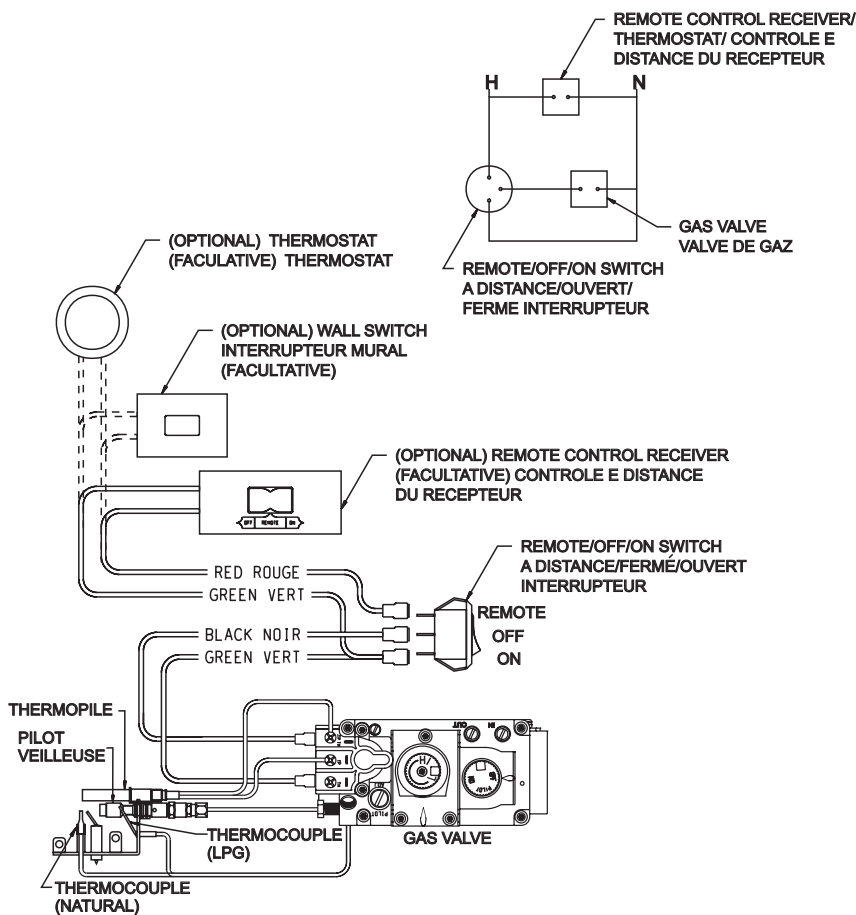 REMOTE CONTROL RECEIVER/
THERMOSTAT/ CONTROLE E
DISTANCE DU RECEPTEUR
H
N
GAS VALVE
VALVE DE GAZ
REMOTE/OFF/ON SWITCH
A DISTANCE/OUVERT/
FERME INTERRUPTEUR
(OPTIONAL) THERMOSTAT
(FACULATIVE) THERMOSTAT
(OPTIONAL) WALL SWITCH
INTERRUPTEUR MURAL
(FACULTATIVE)
(OPTIONAL) REMOTE CONTROL RECEIVER
(FACULTATIVE) CONTROLE E DISTANCE
DU RECEPTEUR
OFF REMOTE ON
REMOTE/OFF/ON SWITCH
A DISTANCE/FERMÉ/OUVERT
INTERRUPTEUR
RED ROUGE
GREEN VERT
BLACK NOIR
GREEN VERT
REMOTE
OFF
ON
THERMOPILE
PILOT
VEILLEUSE
OUT
IN
PILOT
GAS VALVE
THERMOCOUPLE
(LPG)
THERMOCOUPLE
(NATURAL)